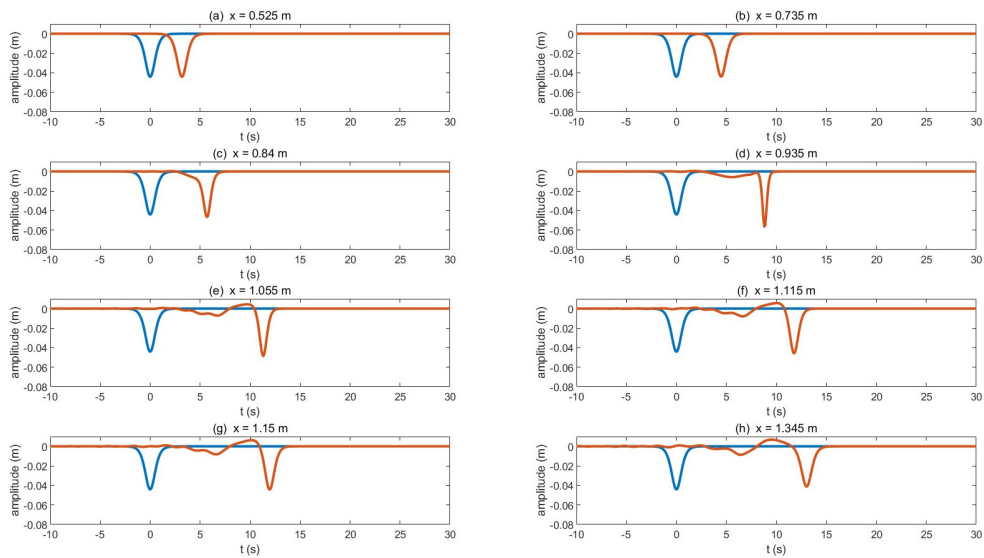 (a) x = 0.525 m
(b) x = 0.735 m
amplitude (m)
0
-0.02
-0.04
-0.06
-0.08
-10 -5 0 5 10 15 20 25 30
t (s)
amplitude (m)
0
-0.02
-0.04
-0.06
-0.08
-10 -5 0 5 10 15 20 25 30
t (s)
(c) x = 0.84 m
(d) x = 0.935 m
amplitude (m)
0
-0.02
-0.04
-0.06
-0.08
-10 -5 0 5 10 15 20 25 30
t (s)
amplitude (m)
0
-0.02
-0.04
-0.06
-0.08
-10 -5 0 5 10 15 20 25 30
t (s)
(e) x = 1.055 m
(f) x = 1.115 m
amplitude (m)
0
-0.02
-0.04
-0.06
-0.08
-10 -5 0 5 10 15 20 25 30
t (s)
amplitude (m)
0
-0.02
-0.04
-0.06
-0.08
-10 -5 0 5 10 15 20 25 30
t (s)
(g) x = 1.15 m
(h) x = 1.345 m
amplitude (m)
0
-0.02
-0.04
-0.06
-0.08
-10 -5 0 5 10 15 20 25 30
t (s)
amplitude (m)
0
-0.02
-0.04
-0.06
-0.08
-10 -5 0 5 10 15 20 25 30
t (s)